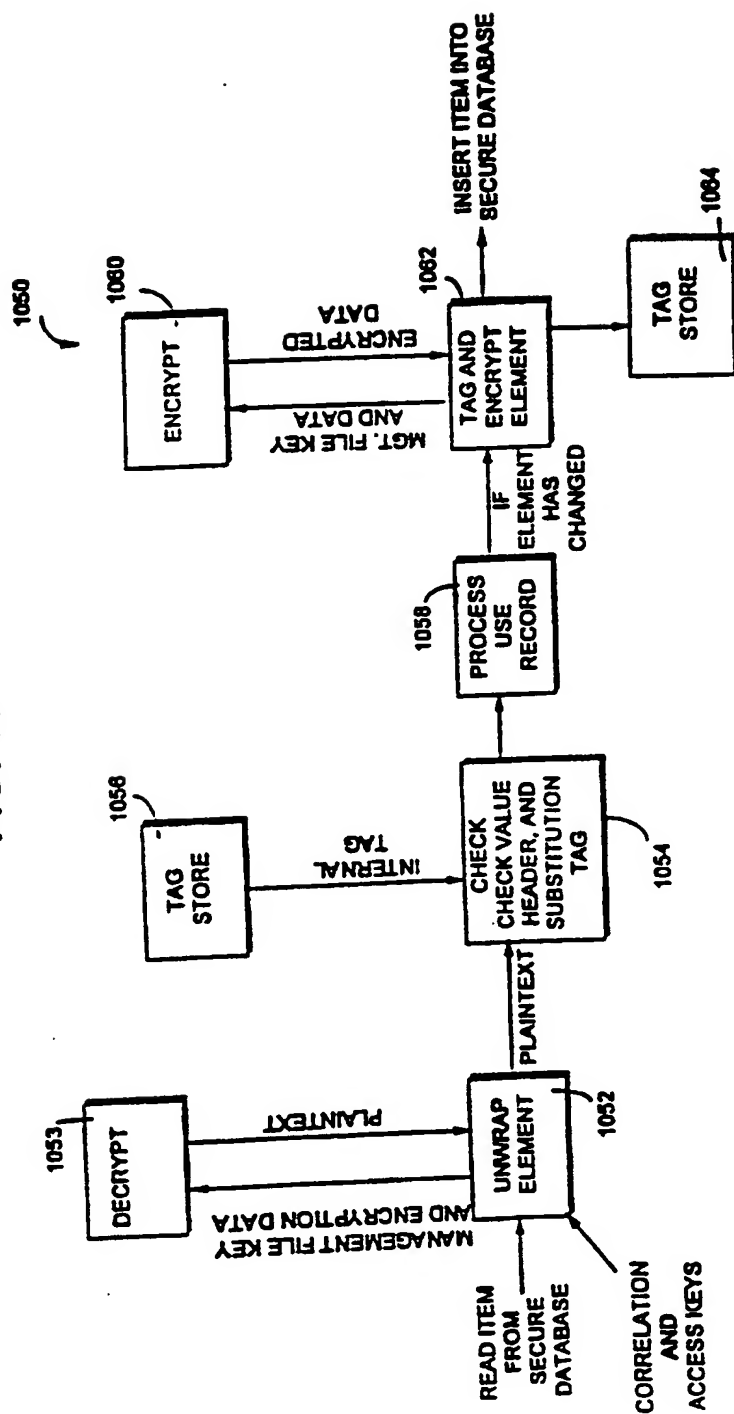 1050
1053
DECRYPT
MANAGEMENT FILE KEY
AND ENCRYPTION DATA
PLAINTEXT
READ ITEM
FROM
SECURE
DATABASE
CORRELATION
AND
ACCESS KEYS
UNWRAP
ELEMENT
1052
PLAINTEXT
1056
TAG
STORE
INTERNAL
TAG
CHECK
CHECK VALUE
HEADER, AND
SUBSTITUTION
TAG
1054
1058
PROCESS
USE
RECORD
IF
ELEMENT
HAS
CHANGED
1060
ENCRYPT
MGT. FILE KEY
AND DATA
ENCRYPTED
DATA
1062
TAG AND
ENCRYPT
ELEMENT
INSERT ITEM INTO
SECURE DATABASE
TAG
STORE
1064